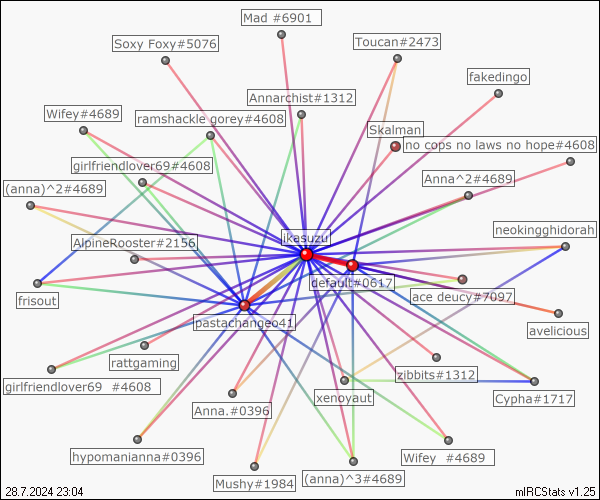 Mad #6901
Soxy Foxy#5076
Toucan#2473
fakedingo
Annarchist#1312
Wifey#4689
ramshackle gorey#4608
Skalman
no cops no laws no hope#4608
girlfriendlover69#4608
Anna^2#4689
(anna)^2#4689
neokingghidorah
ikasuzu
AlpineRooster#2156
default#0617
frisout
ace deucy#7097
pastachangeo41
avelicious
rattgaming
zibbits#1312
girlfriendlover69 #4608
xenoyaut
Cypha#1717
Anna.#0396
hypomanianna#0396
Wifey #4689
Mushy#1984
(anna)^3#4689
28.7.2024 23:04
mIRCStats v1.25